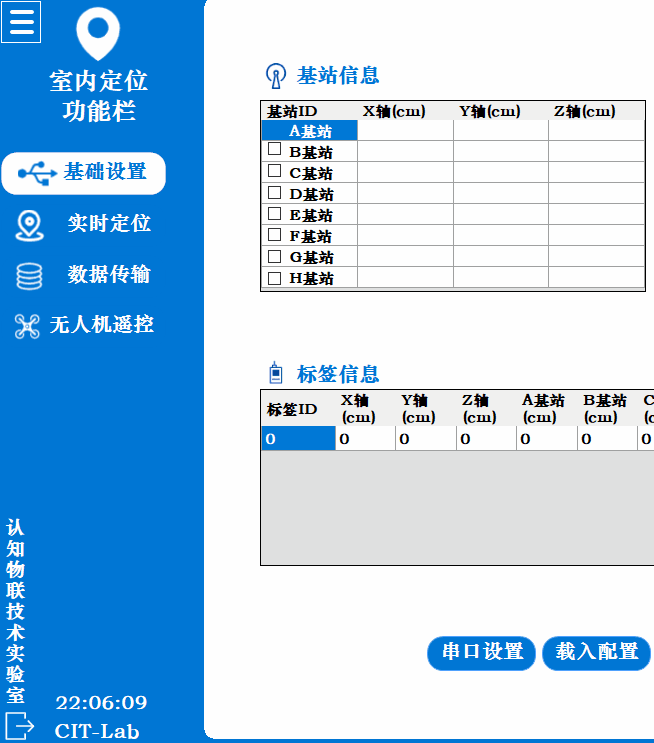 室内定位
功能栏
基础设置
实时定位
数据传输
无人机遥控
认知物联技术实验室
22:06:09
CIT-Lab
基站信息
基站ID X轴(cm) Y轴(cm) Z轴(cm)
A基站
B基站
C基站
D基站
E基站
F基站
G基站
H基站
标签信息
标签ID X轴(cm) Y轴(cm) Z轴(cm) A基站(cm) B基站(cm) C
0 0 0 0 0 0 0
串口设置 载入配置